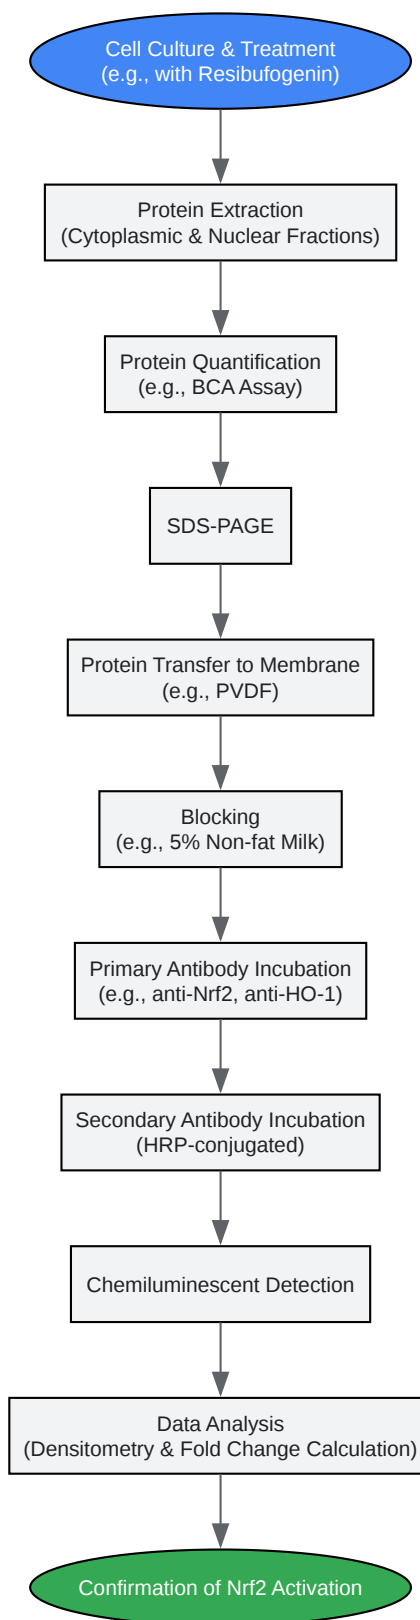 Cell Culture & Treatment
(e.g., with Resibufogenin)
Protein Extraction
(Cytoplasmic & Nuclear Fractions)
Protein Quantification
(e.g., BCA Assay)
SDS-PAGE
Protein Transfer to Membrane
(e.g., PVDF)
Blocking
(e.g., 5% Non-fat Milk)
Primary Antibody Incubation
(e.g., anti-Nrf2, anti-HO-1)
Secondary Antibody Incubation
(HRP-conjugated)
Chemiluminescent Detection
Data Analysis
(Densitometry & Fold Change Calculation)
Confirmation of Nrf2 Activation